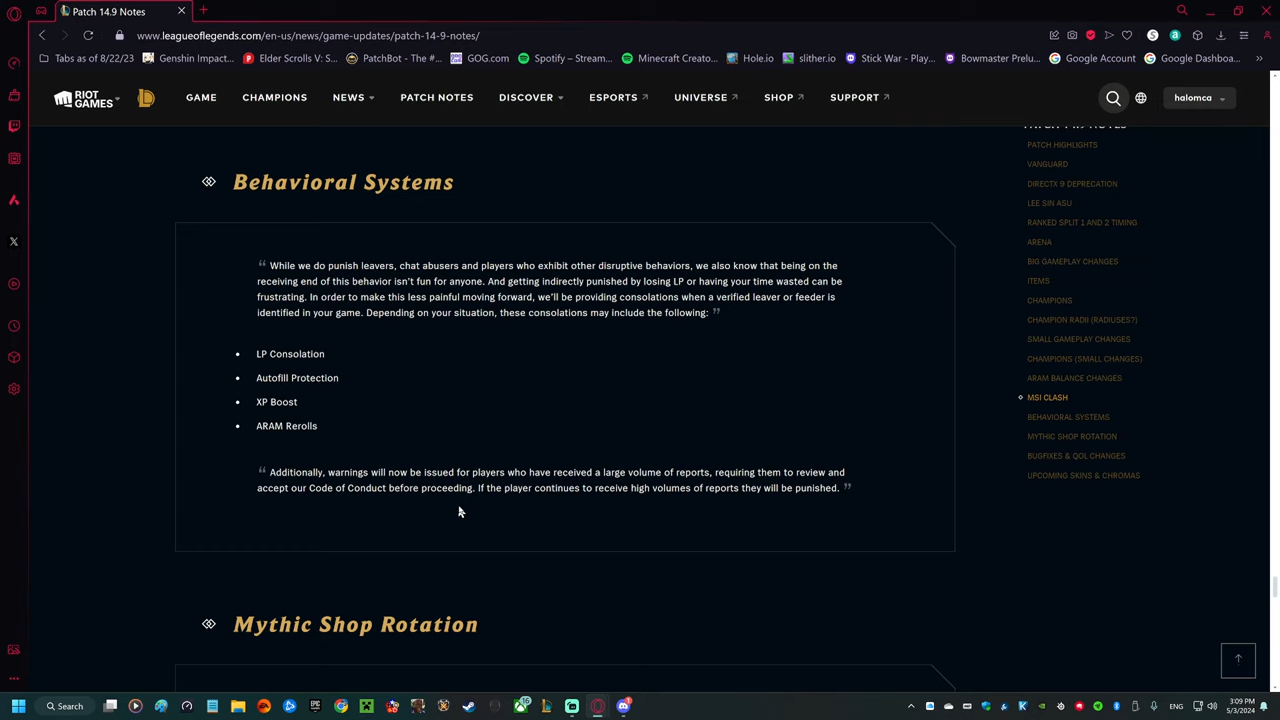 Patch 14.9 Notes
www.leagueoflegends.com/en-us/news/game-updates/patch-14-9-notes/
Tabs as of 8/22/23
Genshin Impact...
Elder Scrolls V: S...
PatchBot - The #...
GOG.com
Spotify – Stream...
Minecraft Creato...
Hole.io
slither.io
Stick War - Play...
Bowmaster Prelu...
Google Account
Google Dashboa...
RIOT GAMES
GAME
CHAMPIONS
NEWS
PATCH NOTES
DISCOVER
ESPORTS
UNIVERSE
SHOP
SUPPORT
halomca
Behavioral Systems
While we do punish leavers, chat abusers and players who exhibit other disruptive behaviors, we also know that being on the
receiving end of this behavior isn't fun for anyone. And getting indirectly punished by losing LP or having your time wasted can be
frustrating. In order to make this less painful moving forward, we'll be providing consolations when a verified leaver or feeder is
identified in your game. Depending on your situation, these consolations may include the following:
LP Consolation
Autofill Protection
XP Boost
ARAM Rerolls
Additionally, warnings will now be issued for players who have received a large volume of reports, requiring them to review and
accept our Code of Conduct before proceeding. If the player continues to receive high volumes of reports they will be punished.
Mythic Shop Rotation
PATCH 14.9 NOTES
PATCH HIGHLIGHTS
VANGUARD
DIRECTX 9 DEPRECATION
LEE SIN ASU
RANKED SPLIT 1 AND 2 TIMING
ARENA
BIG GAMEPLAY CHANGES
ITEMS
CHAMPIONS
CHAMPION RADII (RADIUSES?)
SMALL GAMEPLAY CHANGES
CHAMPIONS (SMALL CHANGES)
ARAM BALANCE CHANGES
MSI CLASH
BEHAVIORAL SYSTEMS
MYTHIC SHOP ROTATION
BUGFIXES & QOL CHANGES
UPCOMING SKINS & CHROMAS
Search
3:09 PM
5/3/2024